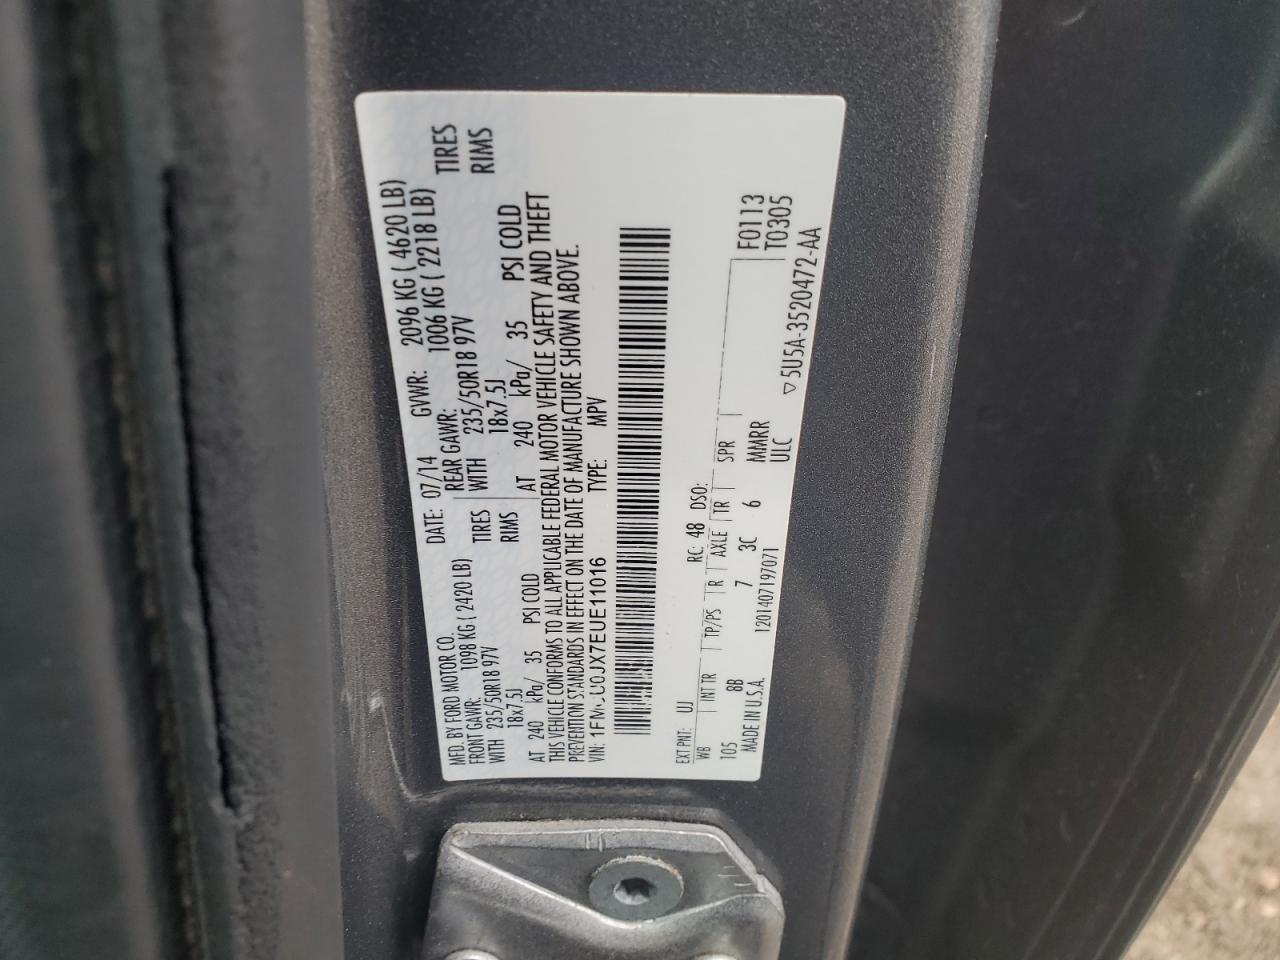 MFD. BY FORD MOTOR CO.
DATE: 07/14 GVWR: 2096 KG ( 4620 LB)
FRONT GAWR: 1098 KG ( 2420 LB)
REAR GAWR: 1006 KG ( 2218 LB)
WITH 235/50R18 97V TIRES
WITH 235/50R18 97V TIRES
18x7.5J RIMS
18x7.5J RIMS
AT 240 kPa/ 35 PSI COLD
AT 240 kPa/ 35 PSI COLD
THIS VEHICLE CONFORMS TO ALL APPLICABLE FEDERAL MOTOR VEHICLE SAFETY AND THEFT
PREVENTION STANDARDS IN EFFECT ON THE DATE OF MANUFACTURE SHOWN ABOVE.
VIN: TYPE: MPV
EXT PNT: UJ RC: 48 DSO: F0113
WB INT TR TP/PS R AXLE TR SPR T0305
105 8B 7 3C 6 MMRR
MADE IN U.S.A. 1201407197071 ULC
▽5U5A-3520472-AA